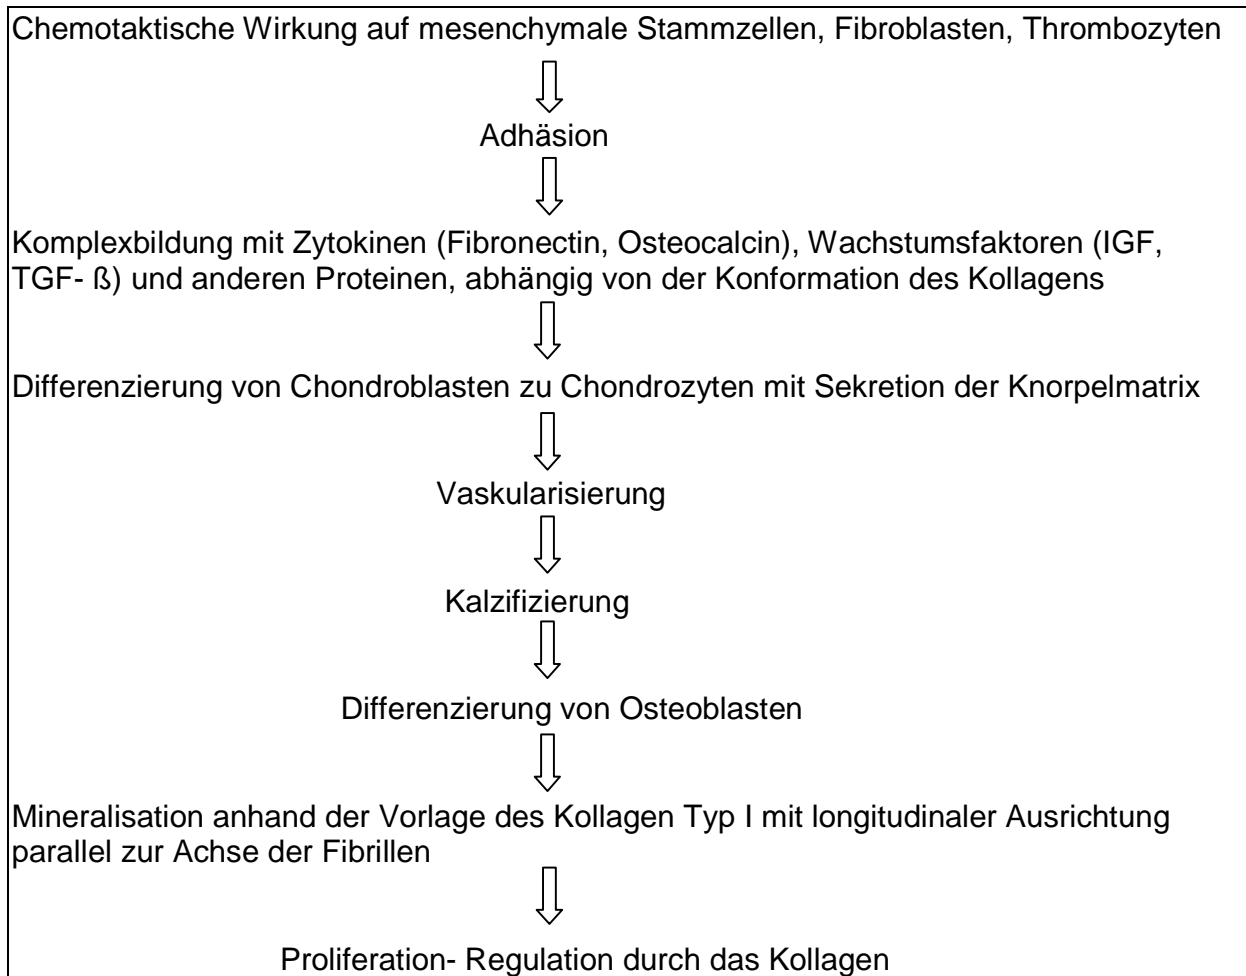 Chemotaktische Wirkung auf mesenchymale Stammzellen, Fibroblasten, Thrombozyten
Adhäsion
Komplexbildung mit Zytokinen (Fibronectin, Osteocalcin), Wachstumsfaktoren (IGF,
TGF- ß) und anderen Proteinen, abhängig von der Konformation des Kollagens
Differenzierung von Chondroblasten zu Chondrozyten mit Sekretion der Knorpelmatrix
Vaskularisierung
Kalzifizierung
Differenzierung von Osteoblasten
Mineralisation anhand der Vorlage des Kollagen Typ I mit longitudinaler Ausrichtung
parallel zur Achse der Fibrillen
Proliferation- Regulation durch das Kollagen